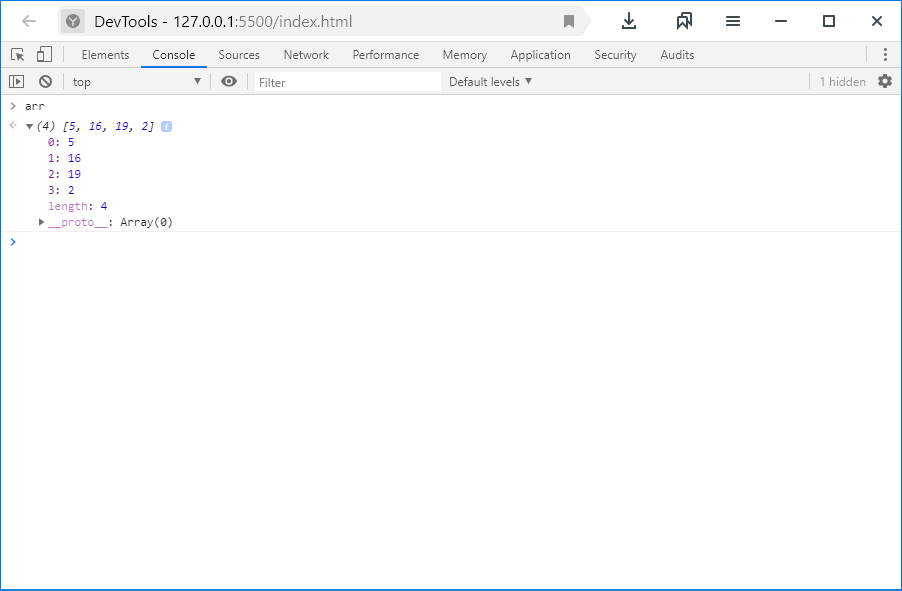 DevTools - 127.0.0.1:5500/index.html
Elements Console Sources Network Performance Memory Application Security Audits
top Filter Default levels 1 hidden
arr
(4) [5, 16, 19, 2] i
0: 5
1: 16
2: 19
3: 2
length: 4
__proto__: Array(0)